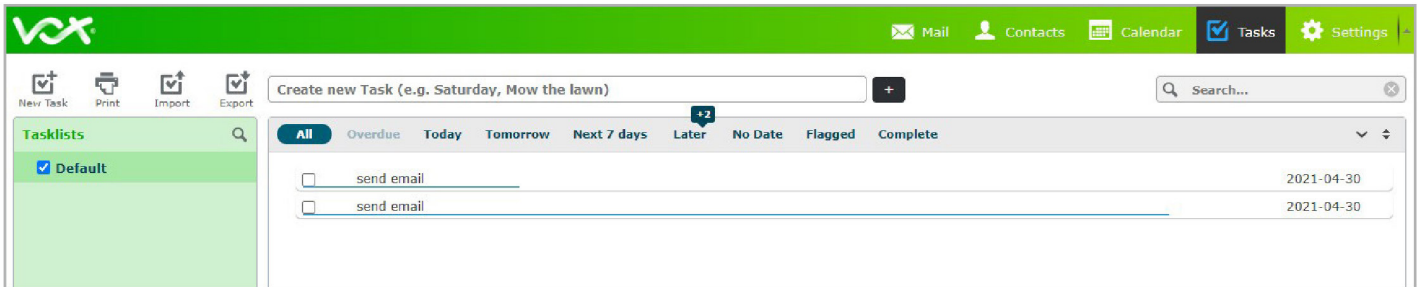 VOX
Mail Contacts Calendar Tasks Settings
New Task Print Import Export
Create new Task (e.g. Saturday, Mow the lawn)
+
Search...
Tasklists
Default
+2
All Overdue Today Tomorrow Next 7 days Later No Date Flagged Complete
send email 2021-04-30
send email 2021-04-30